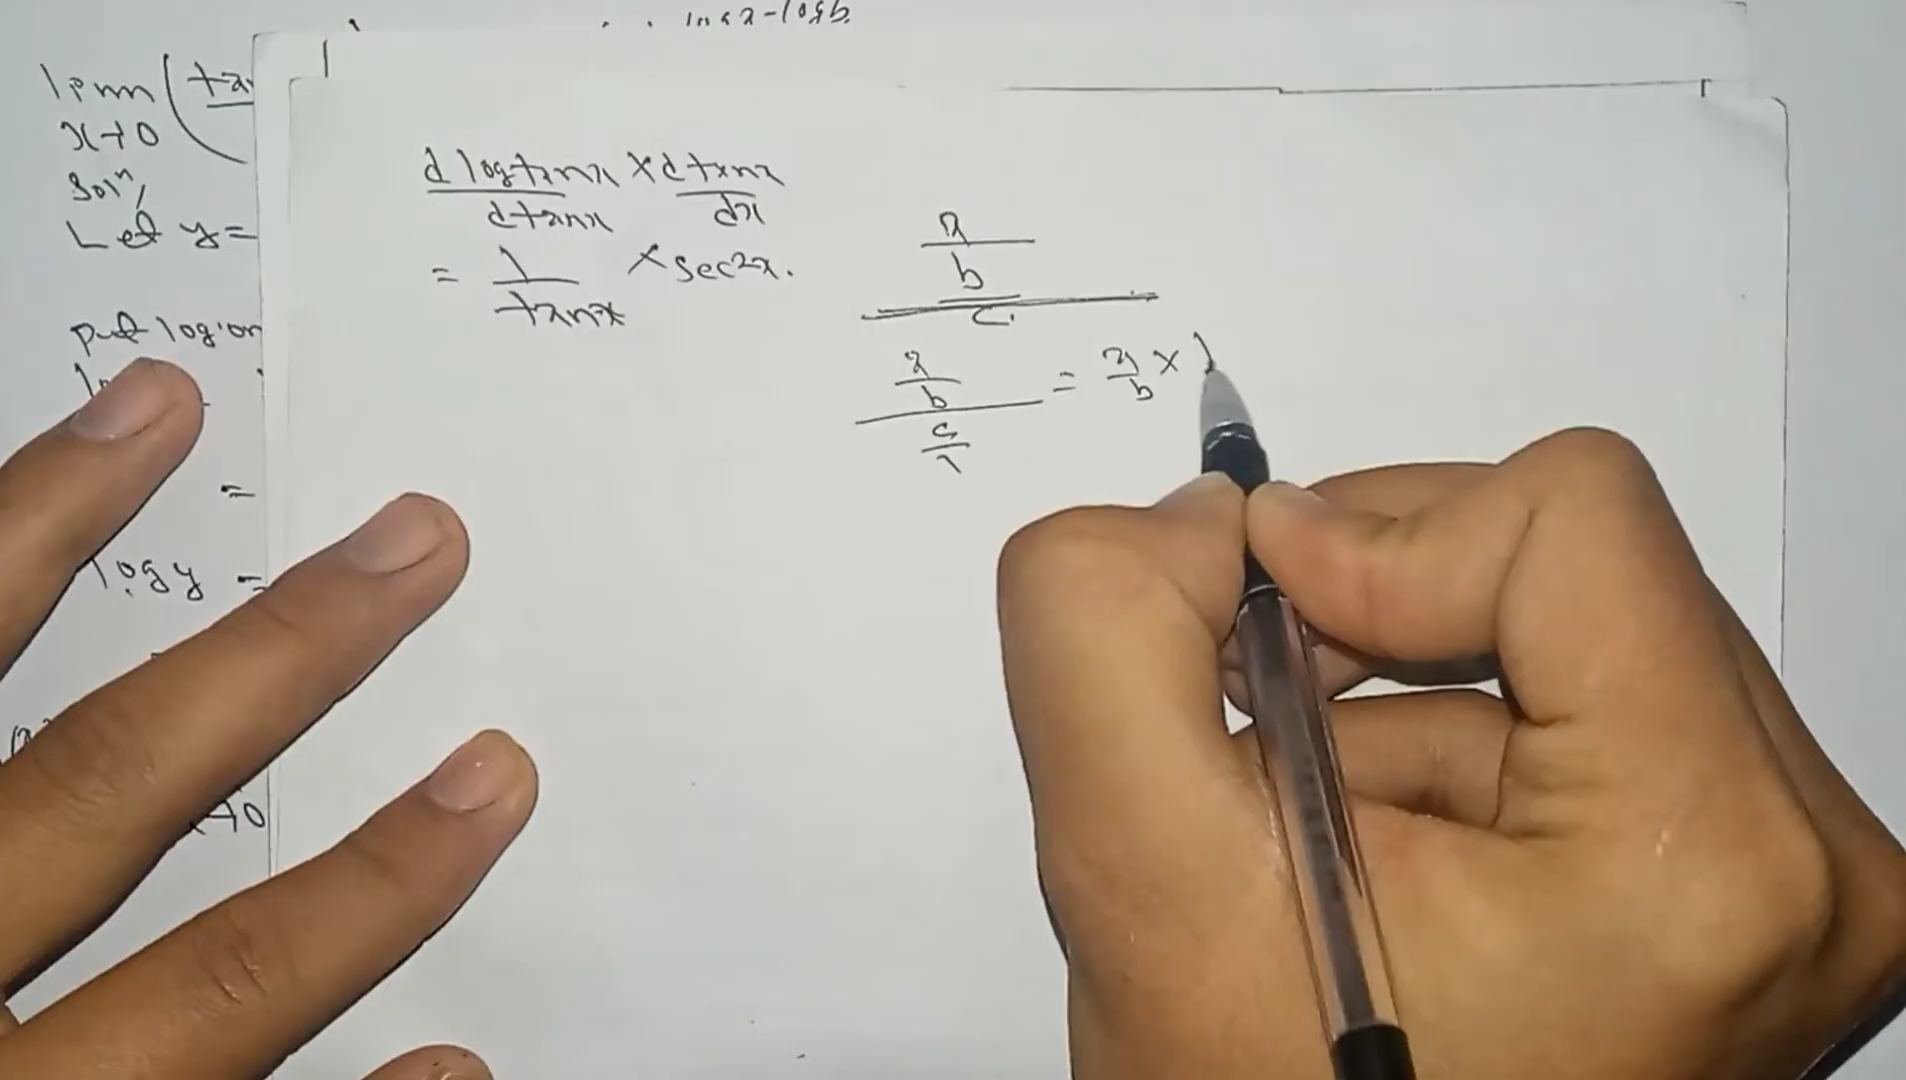 log a - log b
lim ( tan
x→0
Solⁿ,
Let y =
put log on
=
log y =
x→0
d log tanx / d tanx × d tanx / dx
= 1 / tanx × sec²x.
a / b / c.
a / b / c / 1 = a / b × 1